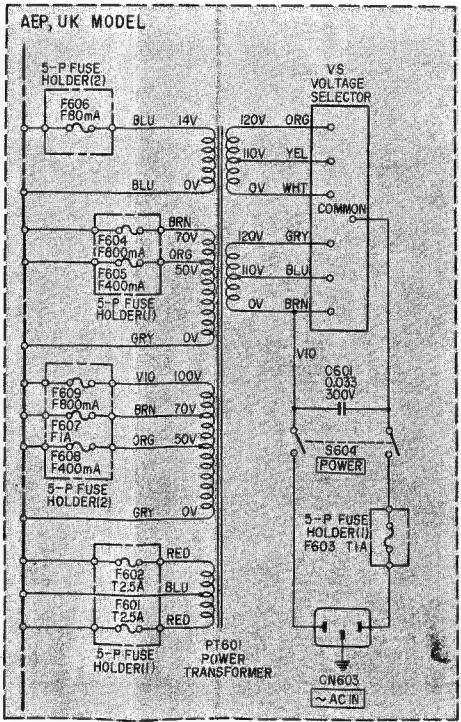 AEP, UK MODEL
5-P FUSE
HOLDER(2)
F606
F80mA
BLU 14V
BLU 0V
120V ORG
110V YEL
0V WHT
VS
VOLTAGE
SELECTOR
COMMON
BRN
70V
F604
F800mA
ORG
50V
F605
F400mA
5-P FUSE
HOLDER(1)
GRY 0V
120V GRY
110V BLU
0V BRN
VIO
C601
0.033
300V
VIO 100V
F609
F800mA
BRN 70V
F607
F1A
ORG 50V
F608
F400mA
5-P FUSE
HOLDER(2)
GRY 0V
S604
POWER
5-P FUSE
HOLDER(1)
F603 T1A
RED
F602
T2.5A
BLU
F601
T2.5A
RED
5-P FUSE
HOLDER(1)
PT601
POWER
TRANSFORMER
CN603
~AC IN